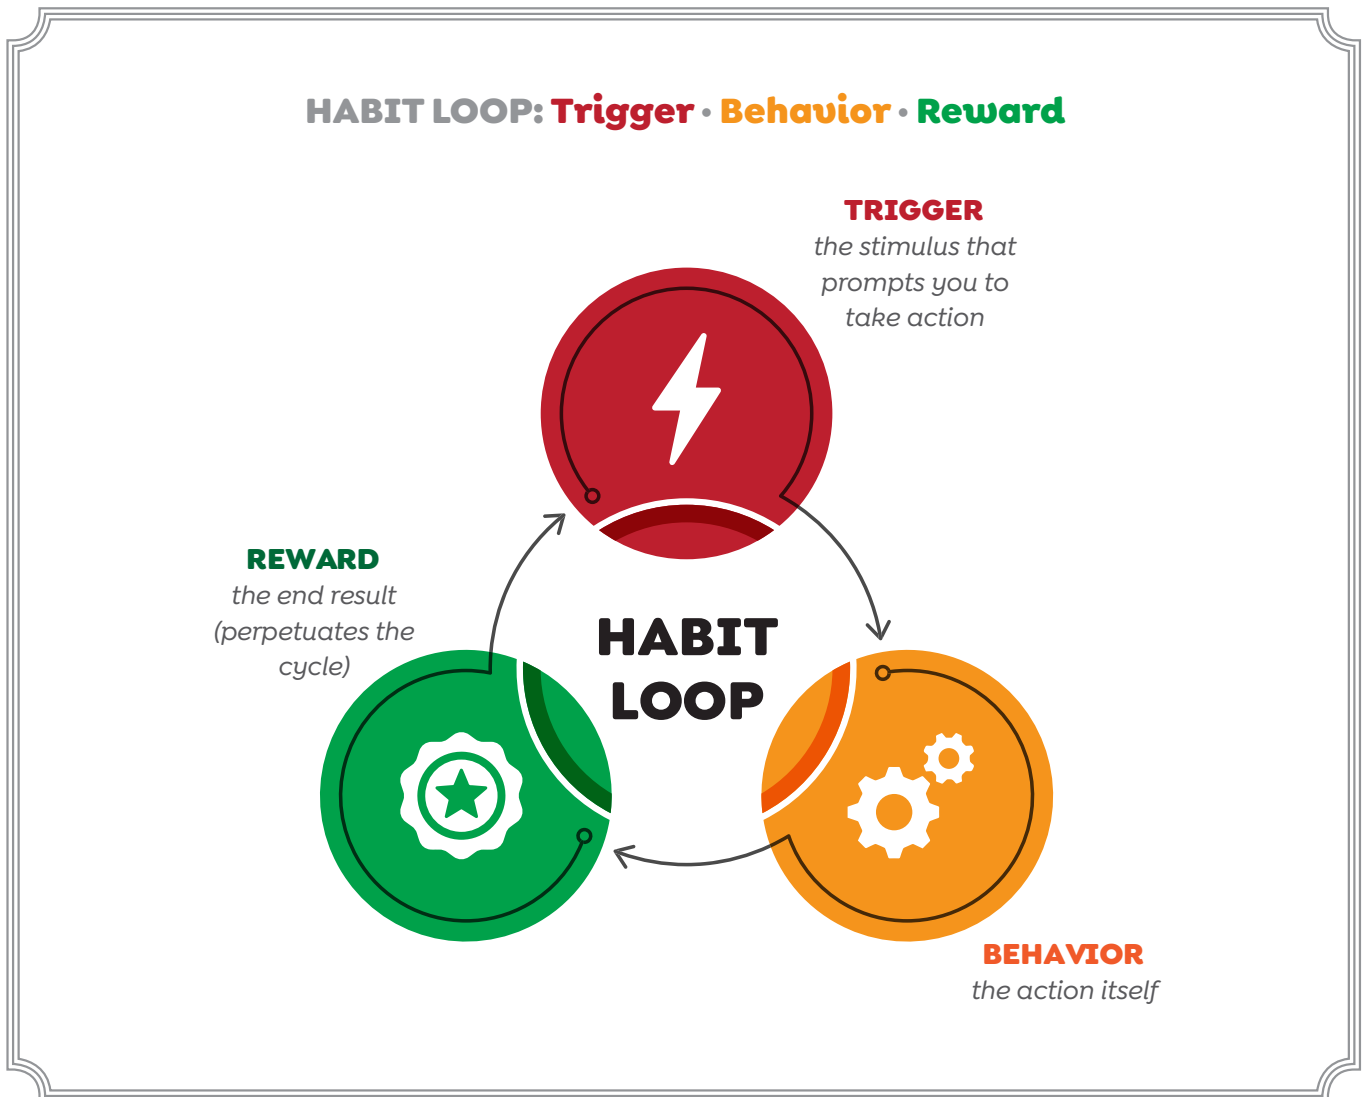 HABIT LOOP: Trigger · Behavior · Reward
TRIGGER
the stimulus that
prompts you to
take action
REWARD
the end result
(perpetuates the
cycle)
HABIT
LOOP
BEHAVIOR
the action itself